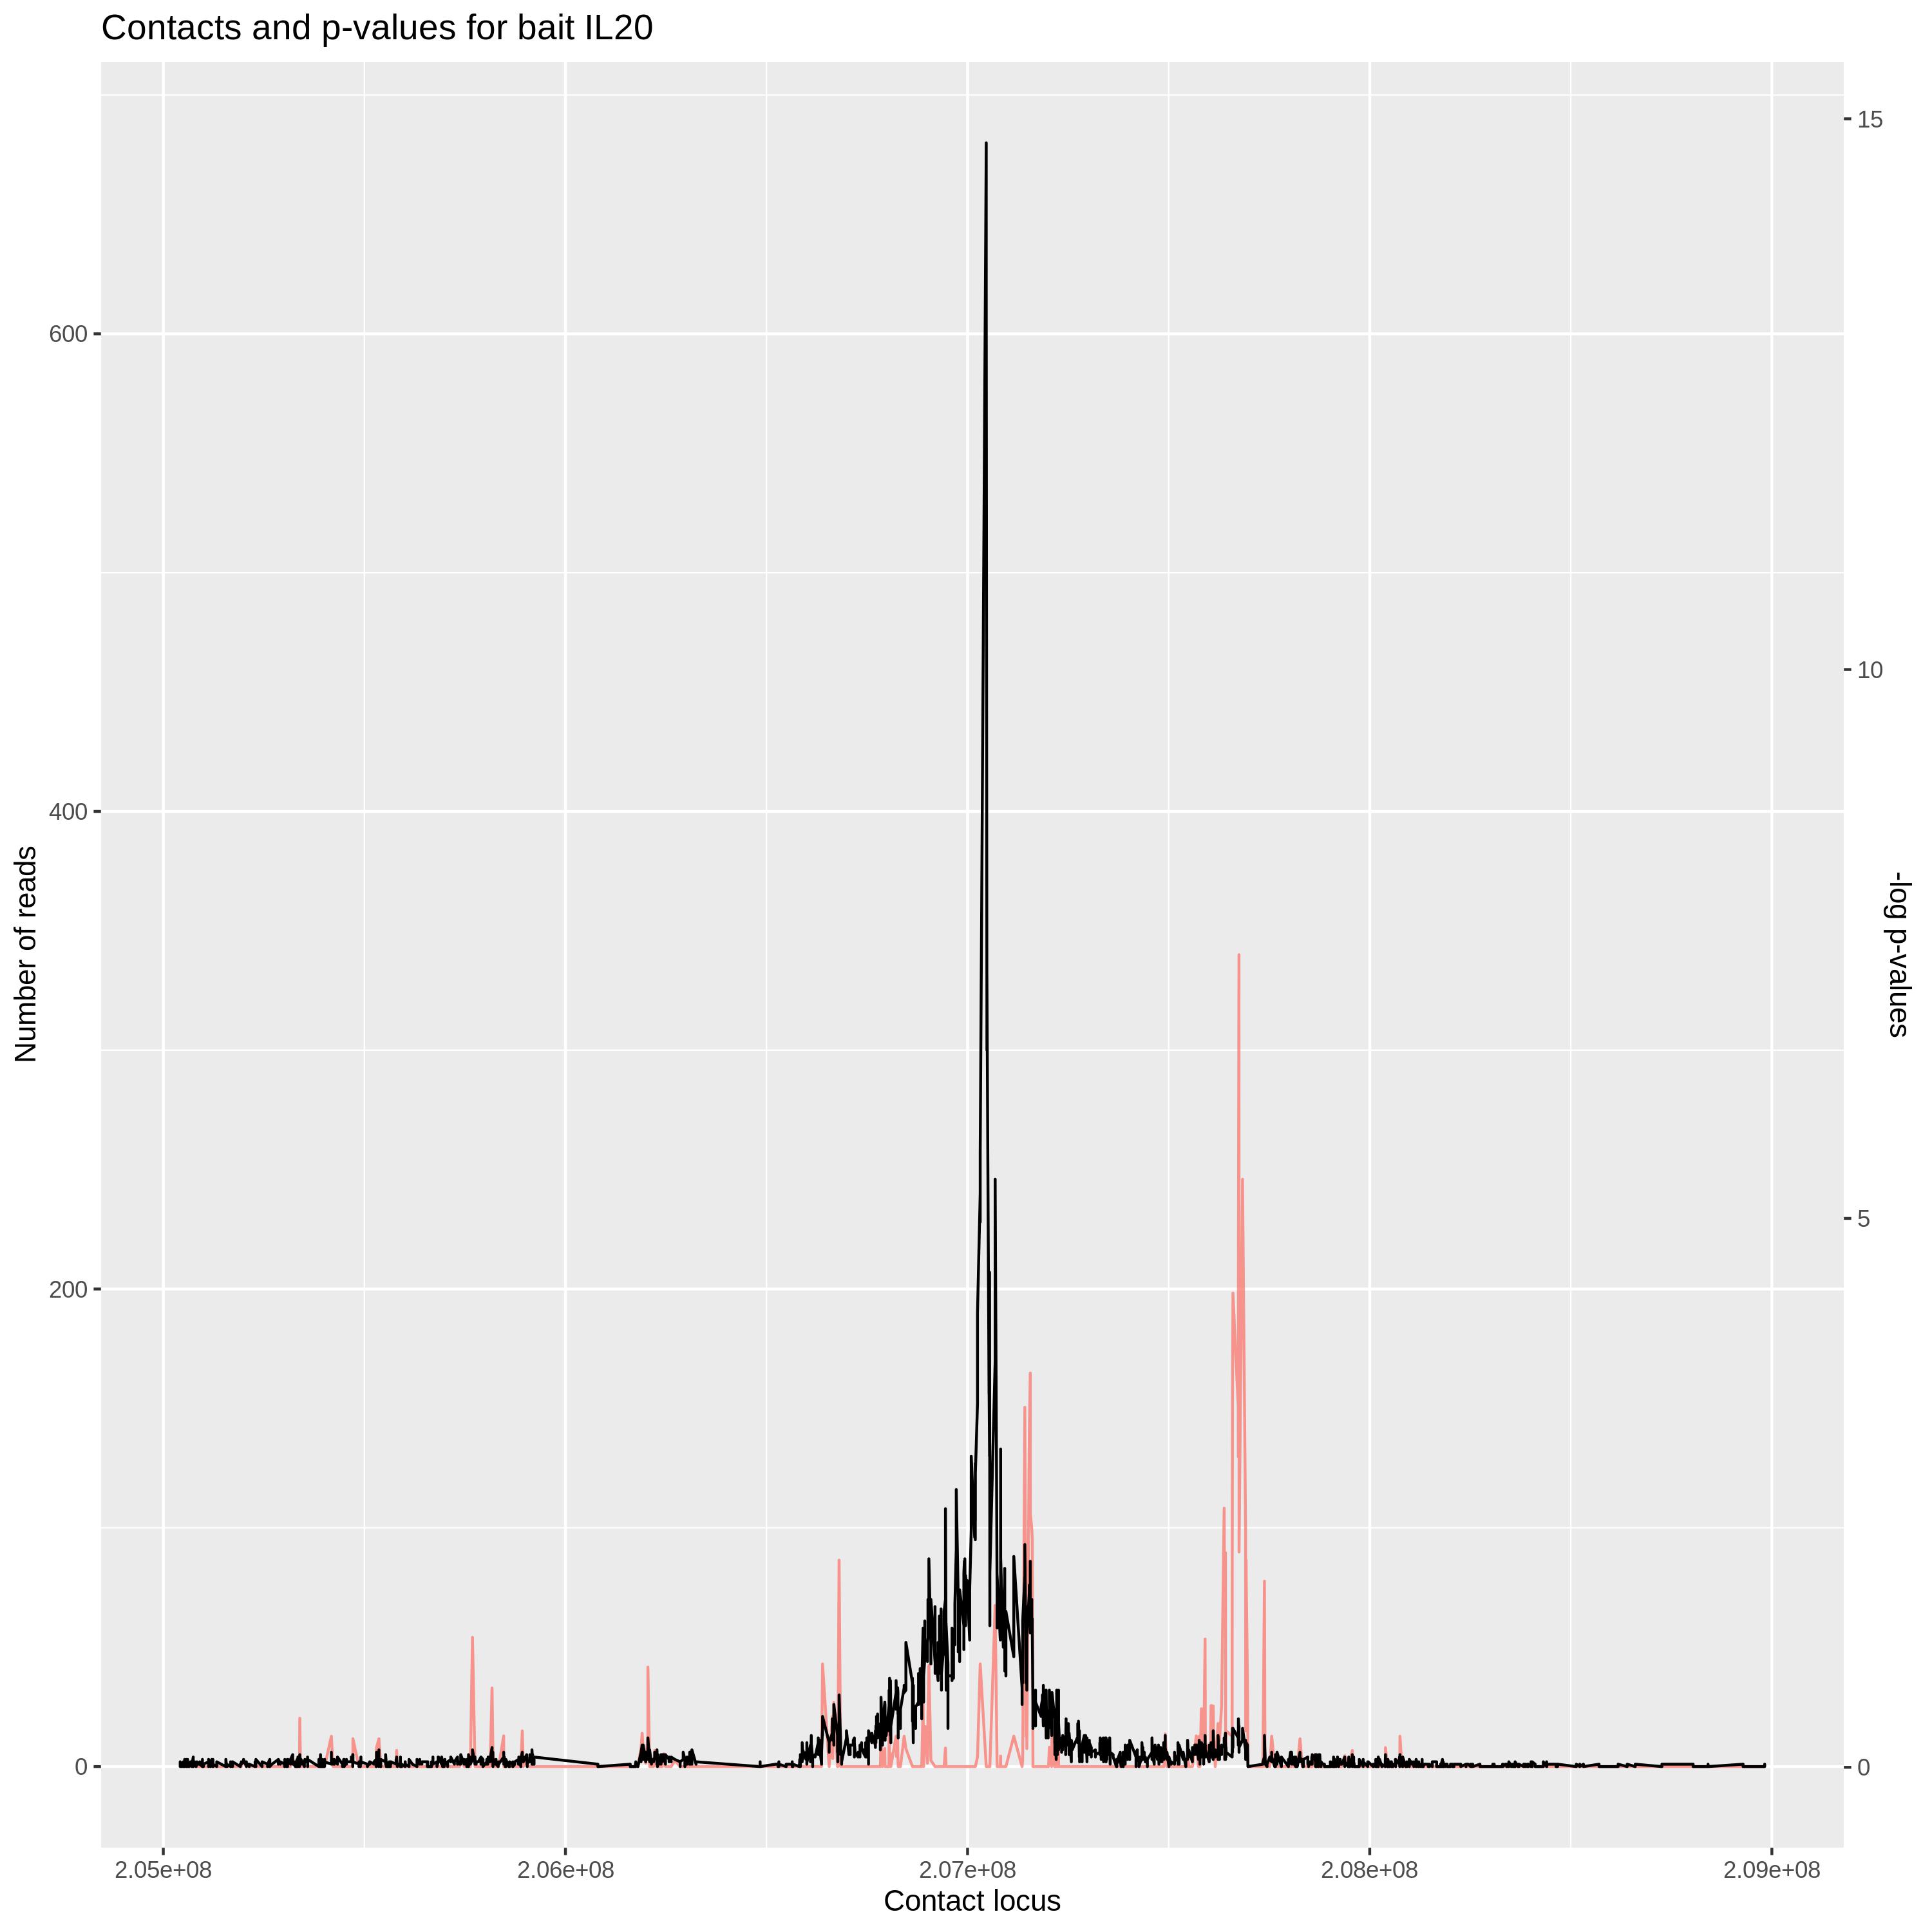 Contacts and p-values for bait IL20
15
600
10
400
Number of reads
-log p-values
5
200
0
0
2.05e+08
2.06e+08
2.07e+08
2.08e+08
2.09e+08
Contact locus